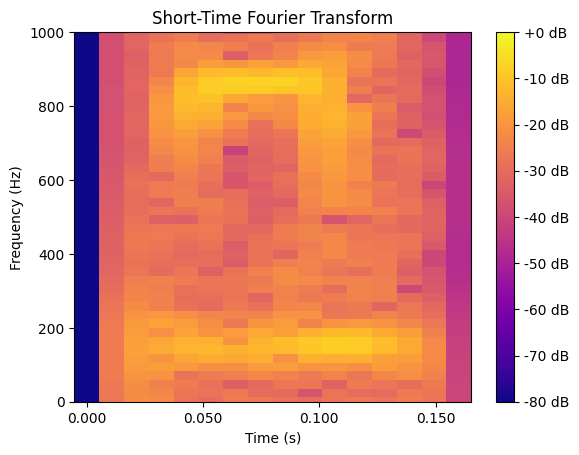 Short-Time Fourier Transform
1000
800
600
400
200
0
Frequency (Hz)
0.000
0.050
0.100
0.150
Time (s)
+0 dB
-10 dB
-20 dB
-30 dB
-40 dB
-50 dB
-60 dB
-70 dB
-80 dB